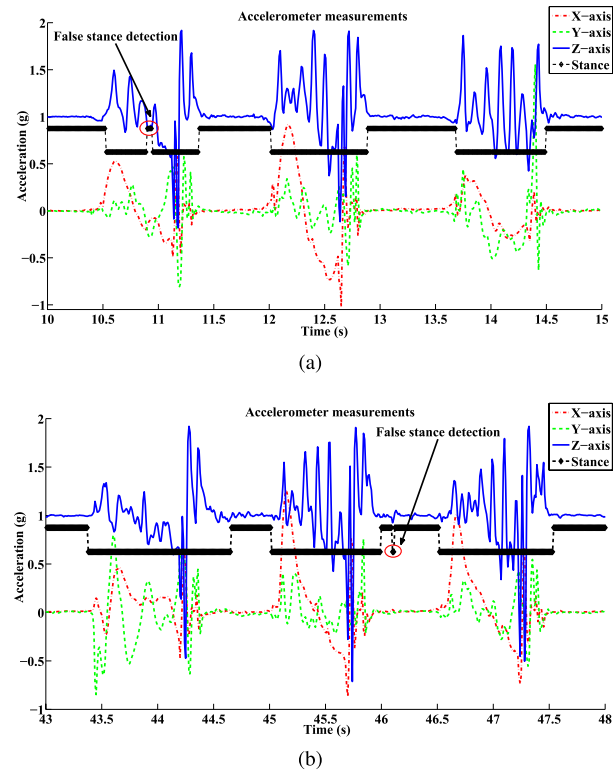 Accelerometer measurements
False stance detection
X−axis
Y−axis
Z−axis
Stance
Acceleration (g)
2
1.5
1
0.5
0
−0.5
−1
10 10.5 11 11.5 12 12.5 13 13.5 14 14.5 15
Time (s)
(a)
Accelerometer measurements
False stance detection
X−axis
Y−axis
Z−axis
Stance
Acceleration (g)
2
1.5
1
0.5
0
−0.5
−1
43 43.5 44 44.5 45 45.5 46 46.5 47 47.5 48
Time (s)
(b)